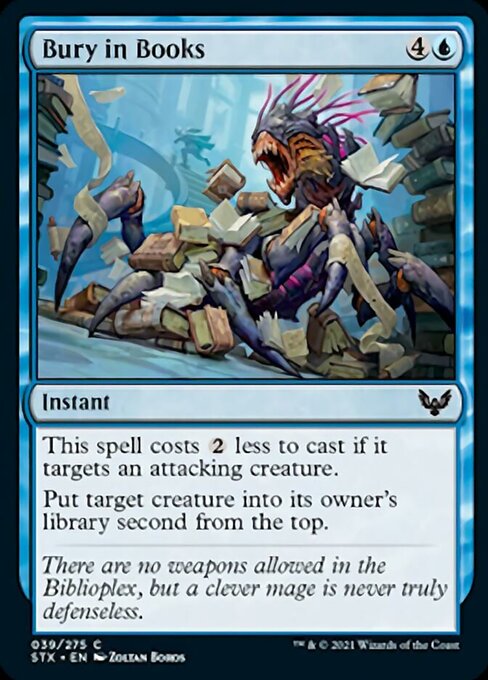 Bury in Books 4
Instant
This spell costs 2 less to cast if it
targets an attacking creature.
Put target creature into its owner's
library second from the top.
There are no weapons allowed in the
Biblioplex, but a clever mage is never truly
defenseless.
039/275 C
STX • EN Zoltan Boros
™ & © 2021 Wizards of the Coast